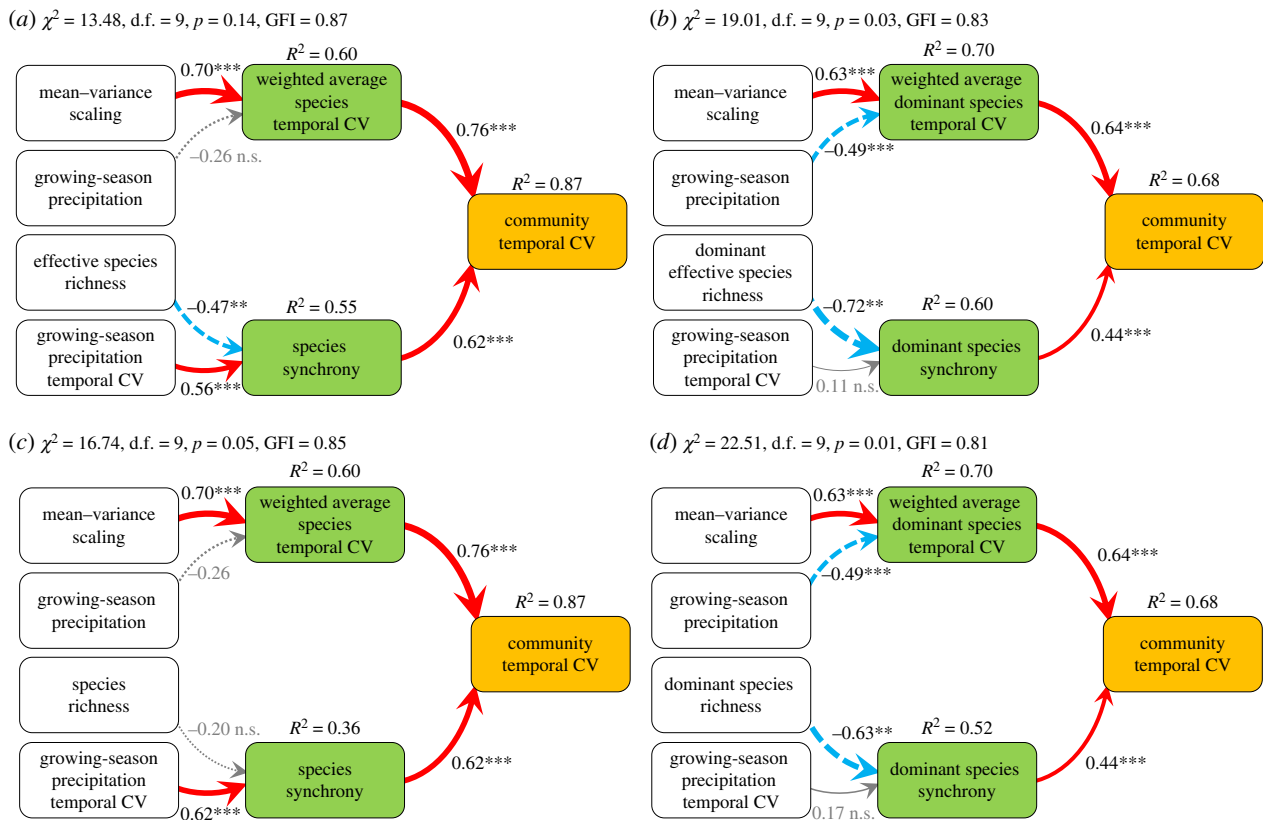 (a) χ² = 13.48, d.f. = 9, p = 0.14, GFI = 0.87
R² = 0.60
0.70***
mean–variance
scaling
weighted average
species
temporal CV
–0.26 n.s.
0.76***
growing-season
precipitation
R² = 0.87
community
temporal CV
effective species
richness
–0.47**
R² = 0.55
growing-season
precipitation
temporal CV
species
synchrony
0.62***
0.56***
(b) χ² = 19.01, d.f. = 9, p = 0.03, GFI = 0.83
R² = 0.70
0.63***
mean–variance
scaling
weighted average
dominant species
temporal CV
–0.49***
0.64***
growing-season
precipitation
R² = 0.68
community
temporal CV
dominant
effective species
richness
–0.72**
R² = 0.60
growing-season
precipitation
temporal CV
dominant species
synchrony
0.44***
0.11 n.s.
(c) χ² = 16.74, d.f. = 9, p = 0.05, GFI = 0.85
R² = 0.60
0.70***
mean–variance
scaling
weighted average
species
temporal CV
–0.26
0.76***
growing-season
precipitation
R² = 0.87
community
temporal CV
species
richness
–0.20 n.s.
R² = 0.36
growing-season
precipitation
temporal CV
species
synchrony
0.62***
0.62***
(d) χ² = 22.51, d.f. = 9, p = 0.01, GFI = 0.81
R² = 0.70
0.63***
mean–variance
scaling
weighted average
dominant species
temporal CV
–0.49***
0.64***
growing-season
precipitation
R² = 0.68
community
temporal CV
dominant species
richness
–0.63**
R² = 0.52
growing-season
precipitation
temporal CV
dominant species
synchrony
0.44***
0.17 n.s.